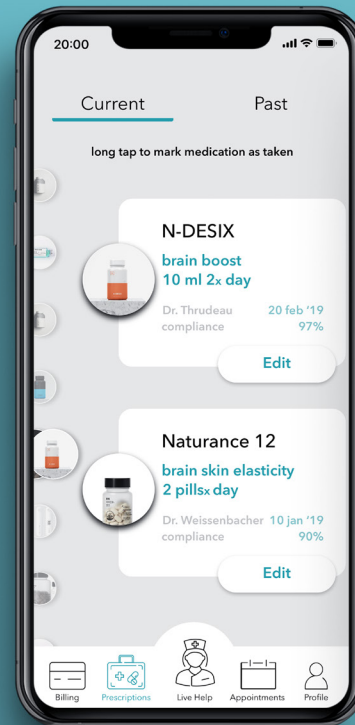 20:00
Current Past
long tap to mark medication as taken
N-DESIX
brain boost
10 ml 2x day
Dr. Thrudeau 20 feb '19
compliance 97%
Edit
Naturance 12
brain skin elasticity
2 pillsx day
Dr. Weissenbacher 10 jan '19
compliance 90%
Edit
Billing Prescriptions Live Help Appointments Profile